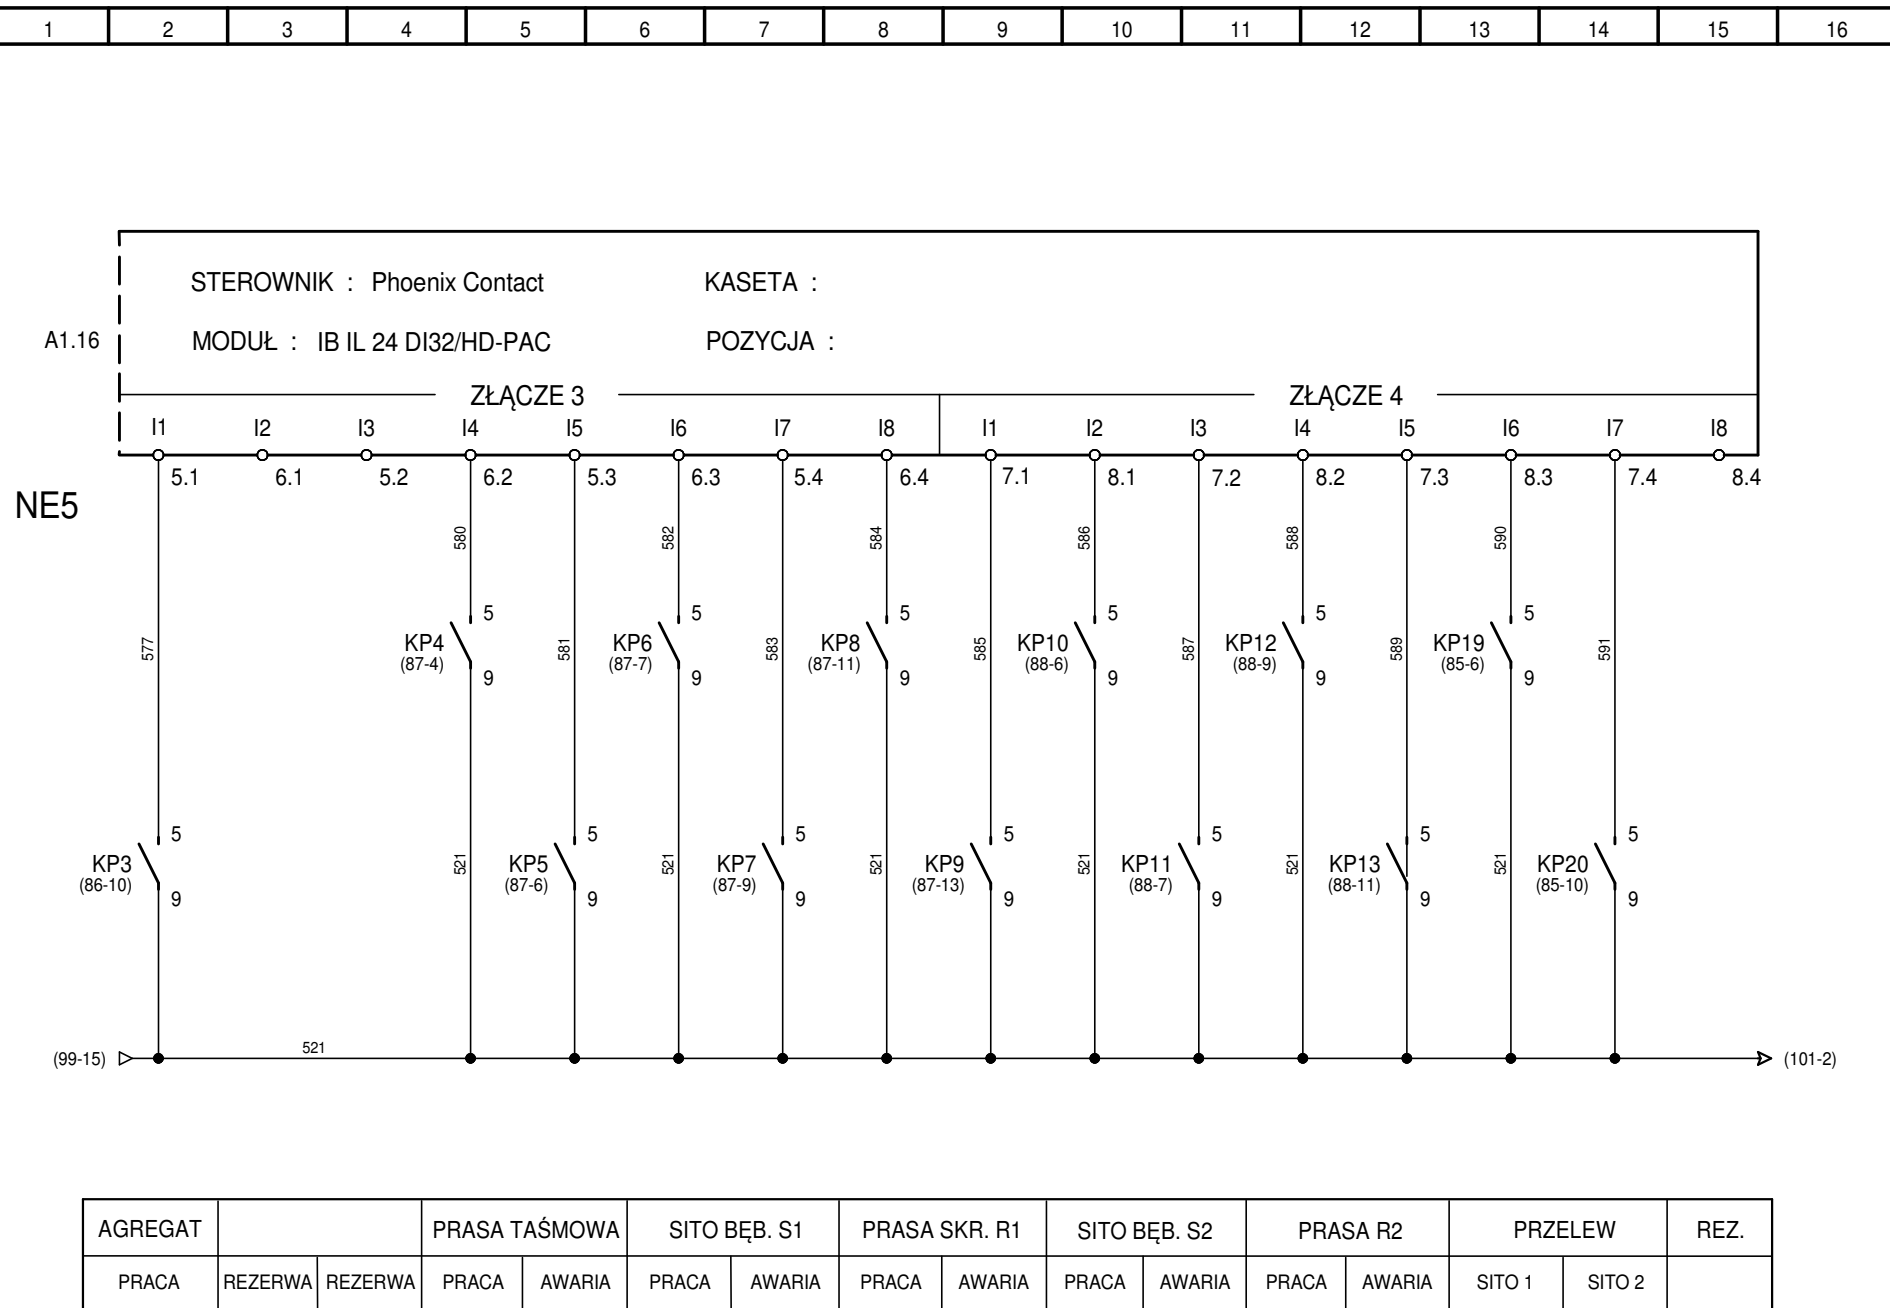 1 2 3 4 5 6 7 8 9 10 11 12 13 14 15 16
STEROWNIK : Phoenix Contact KASETA :
A1.16 MODUŁ : IB IL 24 DI32/HD-PAC POZYCJA :
ZŁĄCZE 3 ZŁĄCZE 4
I1 I2 I3 I4 I5 I6 I7 I8 I1 I2 I3 I4 I5 I6 I7 I8
5.1 6.1 5.2 6.2 5.3 6.3 5.4 6.4 7.1 8.1 7.2 8.2 7.3 8.3 7.4 8.4
NE5
580 582 584 586 588 590
5 5 5 5 5 5
577 KP4 581 KP6 583 KP8 585 KP10 587 KP12 589 KP19 591
(87-4) (87-7) (87-11) (88-6) (88-9) (85-6)
9 9 9 9 9 9
5 5 5 5 5 5 5
KP3 521 KP5 521 KP7 521 KP9 521 KP11 521 KP13 521 KP20
(86-10) (87-6) (87-9) (87-13) (88-7) (88-11) (85-10)
9 9 9 9 9 9 9
521
(99-15) (101-2)
AGREGAT PRASA TAŚMOWA SITO BĘB. S1 PRASA SKR. R1 SITO BĘB. S2 PRASA R2 PRZELEW REZ.
PRACA REZERWA REZERWA PRACA AWARIA PRACA AWARIA PRACA AWARIA PRACA AWARIA PRACA AWARIA SITO 1 SITO 2